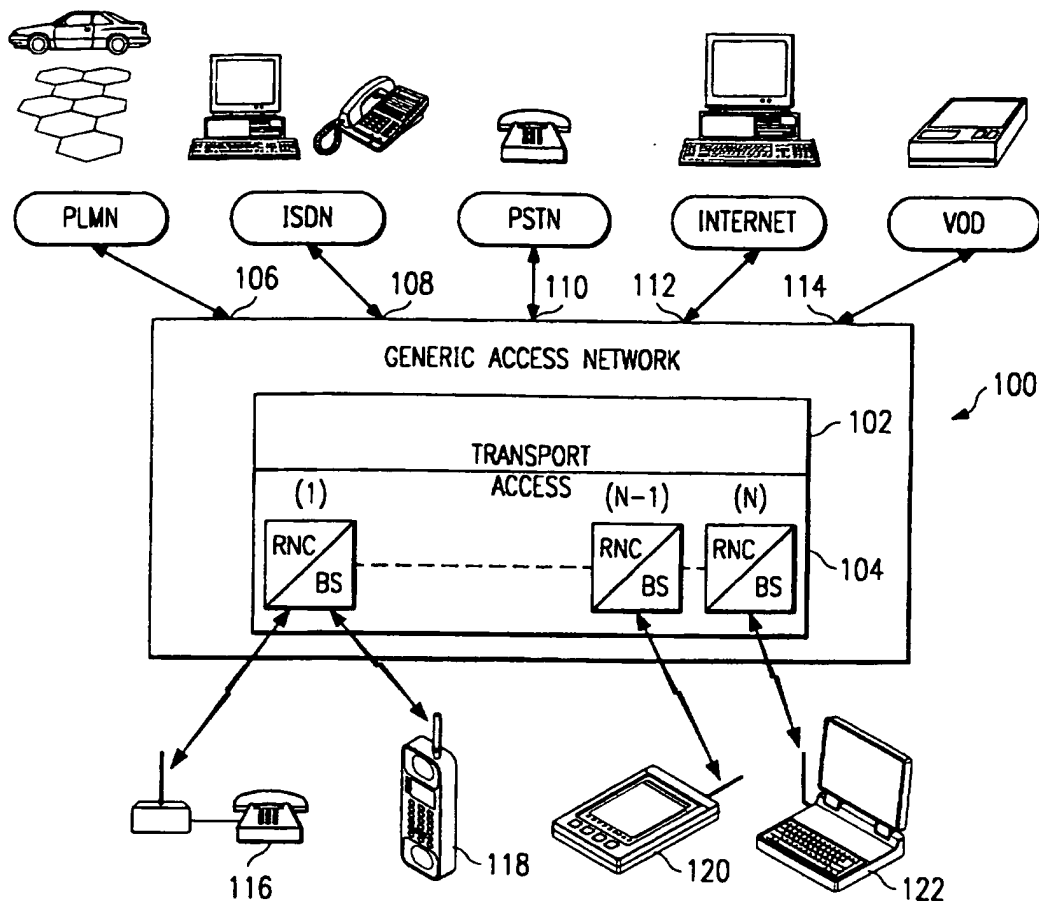 PLMN
ISDN
PSTN
INTERNET
VOD
106
108
110
112
114
GENERIC ACCESS NETWORK
100
102
TRANSPORT
ACCESS
(1)
(N-1)
(N)
RNC
BS
RNC
BS
RNC
BS
104
116
118
120
122